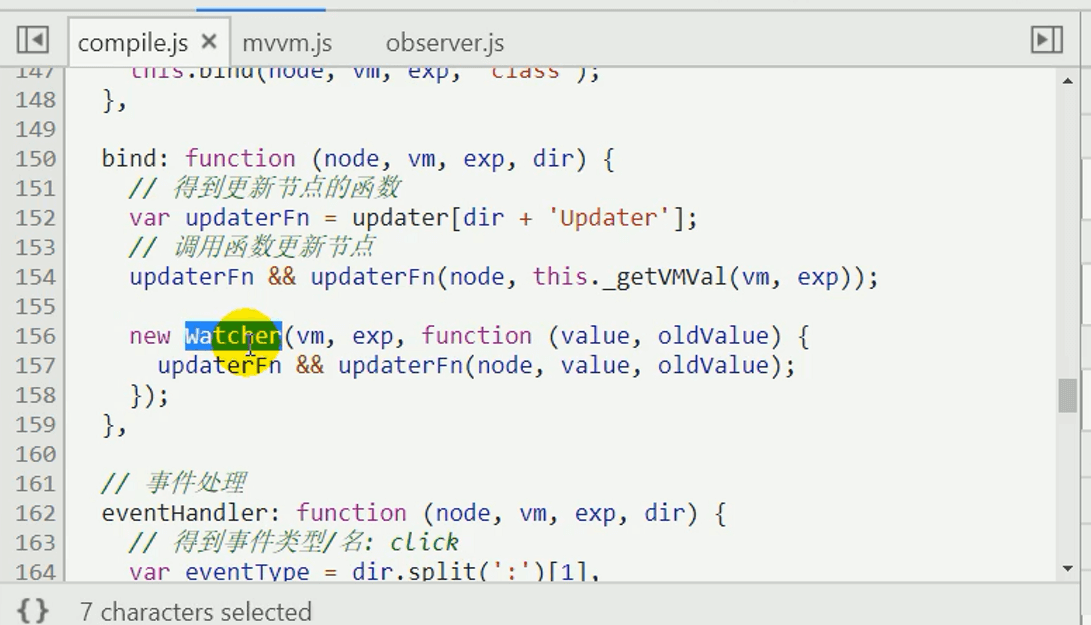 compile.js × mvvm.js observer.js
147 this.bind(node, vm, exp, 'class');
148 },
149
150 bind: function (node, vm, exp, dir) {
151 // 得到更新节点的函数
152 var updaterFn = updater[dir + 'Updater'];
153 // 调用函数更新节点
154 updaterFn && updaterFn(node, this._getVMVal(vm, exp));
155
156 new Watcher(vm, exp, function (value, oldValue) {
157 updaterFn && updaterFn(node, value, oldValue);
158 });
159 },
160
161 // 事件处理
162 eventHandler: function (node, vm, exp, dir) {
163 // 得到事件类型/名: click
164 var eventType = dir.split(':')[1],
{} 7 characters selected